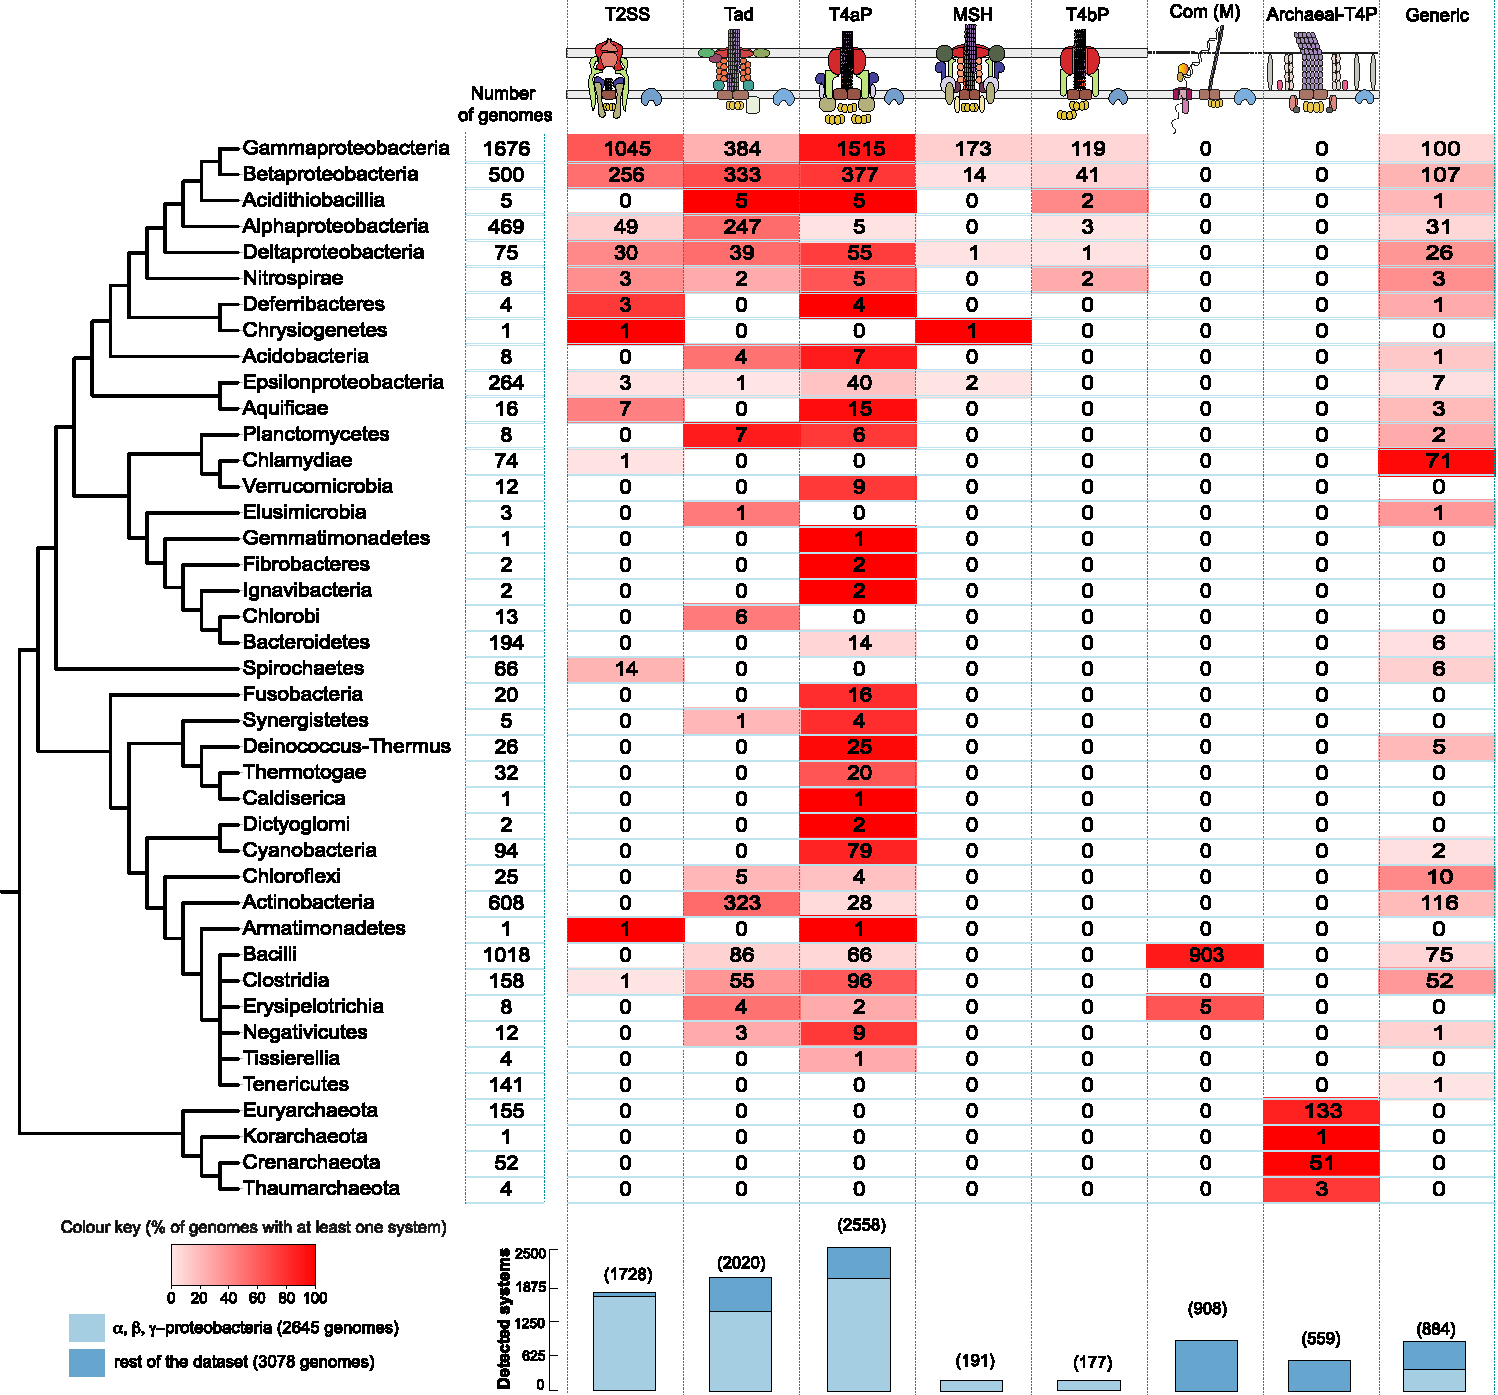 T2SS Tad T4aP MSH T4bP Com (M) Archaeal-T4P Generic
Number
of genomes
Gammaproteobacteria 1676 1045 384 1515 173 119 0 0 100
Betaproteobacteria 500 256 333 377 14 41 0 0 107
Acidithiobacillia 5 0 5 5 0 2 0 0 1
Alphaproteobacteria 469 49 247 5 0 3 0 0 31
Deltaproteobacteria 75 30 39 55 1 1 0 0 26
Nitrospirae 8 3 2 5 0 2 0 0 3
Deferribacteres 4 3 0 4 0 0 0 0 1
Chrysiogenetes 1 1 0 0 1 0 0 0 0
Acidobacteria 8 0 4 7 0 0 0 0 1
Epsilonproteobacteria 264 3 1 40 2 0 0 0 7
Aquificae 16 7 0 15 0 0 0 0 3
Planctomycetes 8 0 7 6 0 0 0 0 2
Chlamydiae 74 1 0 0 0 0 0 0 71
Verrucomicrobia 12 0 0 9 0 0 0 0 0
Elusimicrobia 3 0 1 0 0 0 0 0 1
Gemmatimonadetes 1 0 0 1 0 0 0 0 0
Fibrobacteres 2 0 0 2 0 0 0 0 0
Ignavibacteria 2 0 0 2 0 0 0 0 0
Chlorobi 13 0 6 0 0 0 0 0 0
Bacteroidetes 194 0 0 14 0 0 0 0 6
Spirochaetes 66 14 0 0 0 0 0 0 6
Fusobacteria 20 0 0 16 0 0 0 0 0
Synergistetes 5 0 1 4 0 0 0 0 0
Deinococcus-Thermus 26 0 0 25 0 0 0 0 5
Thermotogae 32 0 0 20 0 0 0 0 0
Caldiserica 1 0 0 1 0 0 0 0 0
Dictyoglomi 2 0 0 2 0 0 0 0 0
Cyanobacteria 94 0 0 79 0 0 0 0 2
Chloroflexi 25 0 5 4 0 0 0 0 10
Actinobacteria 608 0 323 28 0 0 0 0 116
Armatimonadetes 1 1 0 1 0 0 0 0 0
Bacilli 1018 0 86 66 0 0 903 0 75
Clostridia 158 1 55 96 0 0 0 0 52
Erysipelotrichia 8 0 4 2 0 0 5 0 0
Negativicutes 12 0 3 9 0 0 0 0 1
Tissierellia 4 0 0 1 0 0 0 0 0
Tenericutes 141 0 0 0 0 0 0 0 1
Euryarchaeota 155 0 0 0 0 0 0 133 0
Korarchaeota 1 0 0 0 0 0 0 1 0
Crenarchaeota 52 0 0 0 0 0 0 51 0
Thaumarchaeota 4 0 0 0 0 0 0 3 0
Colour key (% of genomes with at least one system)
0 20 40 60 80 100
α, β, γ–proteobacteria (2645 genomes)
rest of the dataset (3078 genomes)
Detected systems
2500
1875
1250
625
0
(1728) (2020) (2558) (191) (177) (908) (559) (884)